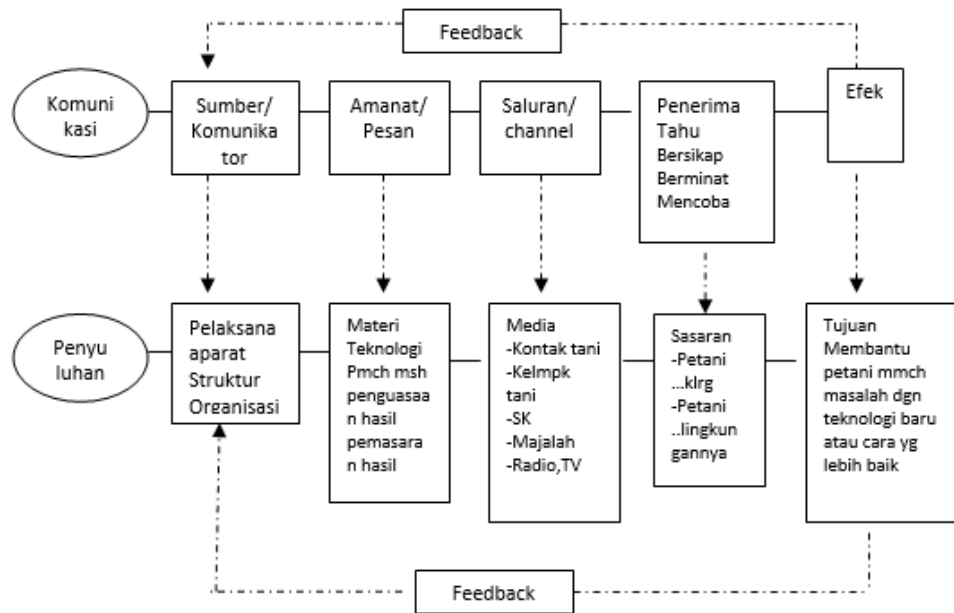 Feedback
Komuni
kasi
Sumber/
Komunika
tor
Amanat/
Pesan
Saluran/
channel
Penerima
Tahu
Bersikap
Berminat
Mencoba
Efek
Penyu
luhan
Pelaksana
aparat
Struktur
Organisasi
Materi
Teknologi
Pmch msh
penguasaa
n hasil
pemasara
n hasil
Media
-Kontak tani
-Kelmpk
tani
-SK
-Majalah
-Radio,TV
Sasaran
-Petani
...klrg
-Petani
..lingkun
gannya
Tujuan
Membantu
petani mmch
masalah dgn
teknologi baru
atau cara yg
lebih baik
Feedback